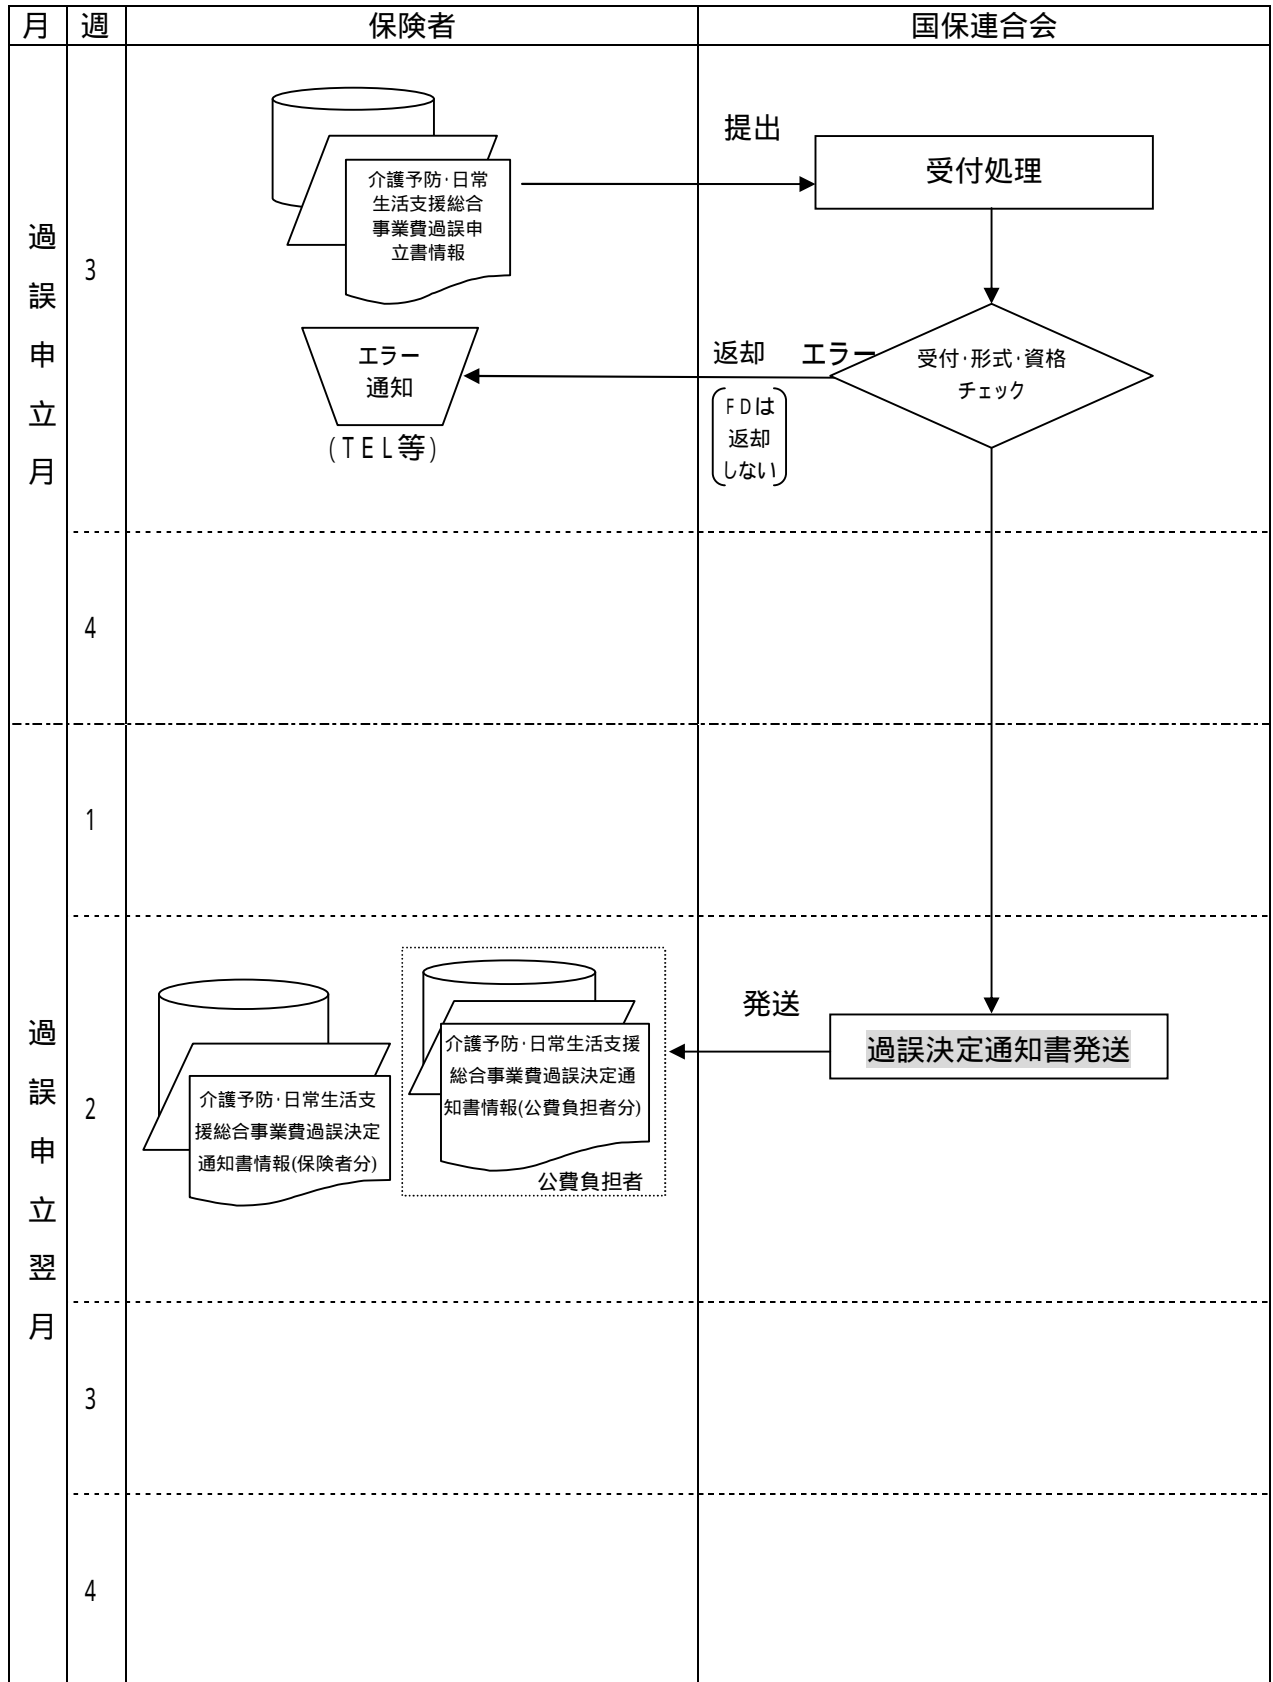 月 週 保険者 国保連合会
過誤申立月
3
介護予防・日常
生活支援総合
事業費過誤申
立書情報
提出
受付処理
受付・形式・資格
チェック
エラー
返却
FDは
返却
しない
エラー
通知
(TEL等)
4
過誤申立翌月
1
2
介護予防・日常生活支
援総合事業費過誤決定
通知書情報(保険者分)
介護予防・日常生活支援
総合事業費過誤決定通
知書情報(公費負担者分)
公費負担者
発送
過誤決定通知書発送
3
4